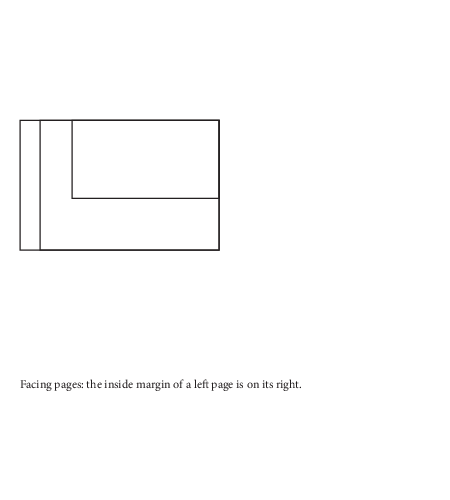 Facing pages: the inside margin of a left page is on its right.